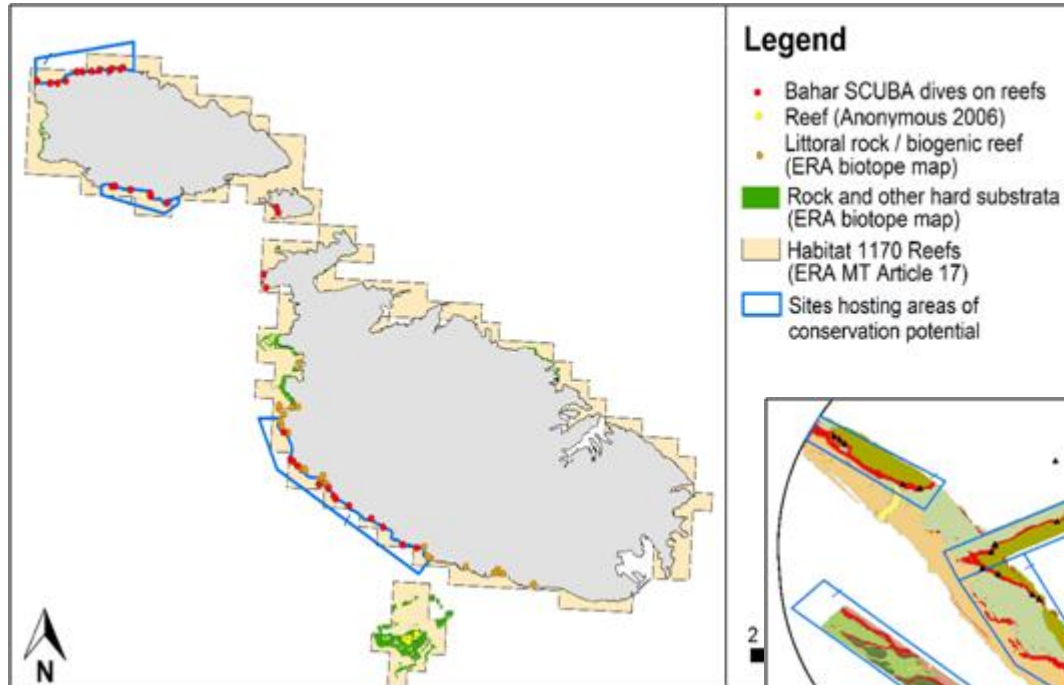 Legend
Bahar SCUBA dives on reefs
Reef (Anonymous 2006)
Littoral rock / biogenic reef
(ERA biotope map)
Rock and other hard substrata
(ERA biotope map)
Habitat 1170 Reefs
(ERA MT Article 17)
Sites hosting areas of
conservation potential
N
2